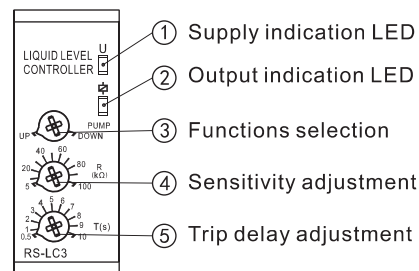 LIQUID LEVEL
CONTROLLER
U
① Supply indication LED
② Output indication LED
UP PUMP DOWN
③ Functions selection
5 20 40 60 80 100 R (kΩ)
④ Sensitivity adjustment
0.5 1 2 3 4 5 6 7 8 9 10 T(s)
⑤ Trip delay adjustment
RS-LC3